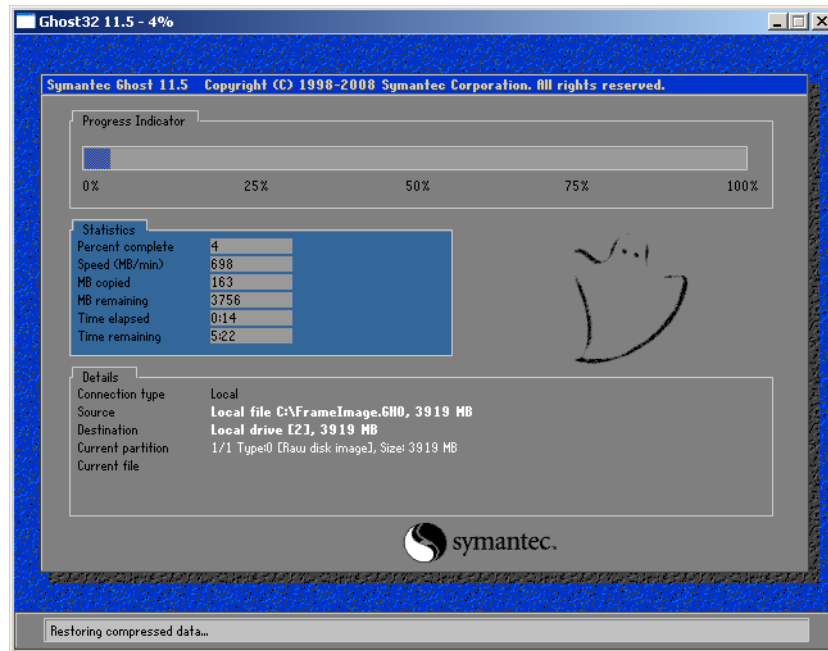 Ghost32 11.5 - 4%
Symantec Ghost 11.5 Copyright (C) 1998-2008 Symantec Corporation. All rights reserved.
Progress Indicator
0% 25% 50% 75% 100%
Statistics
Percent complete 4
Speed (MB/min) 698
MB copied 163
MB remaining 3756
Time elapsed 0:14
Time remaining 5:22
Details
Connection type Local
Source Local file C:\FrameImage.GHO, 3919 MB
Destination Local drive [2], 3919 MB
Current partition 1/1 Type:0 [Raw disk image], Size: 3919 MB
Current file
symantec.
Restoring compressed data...